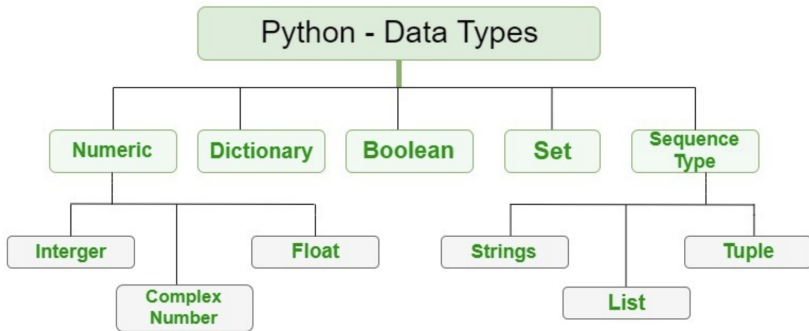 Python - Data Types
Numeric
Dictionary
Boolean
Set
Sequence
Type
Interger
Complex
Number
Float
Strings
List
Tuple